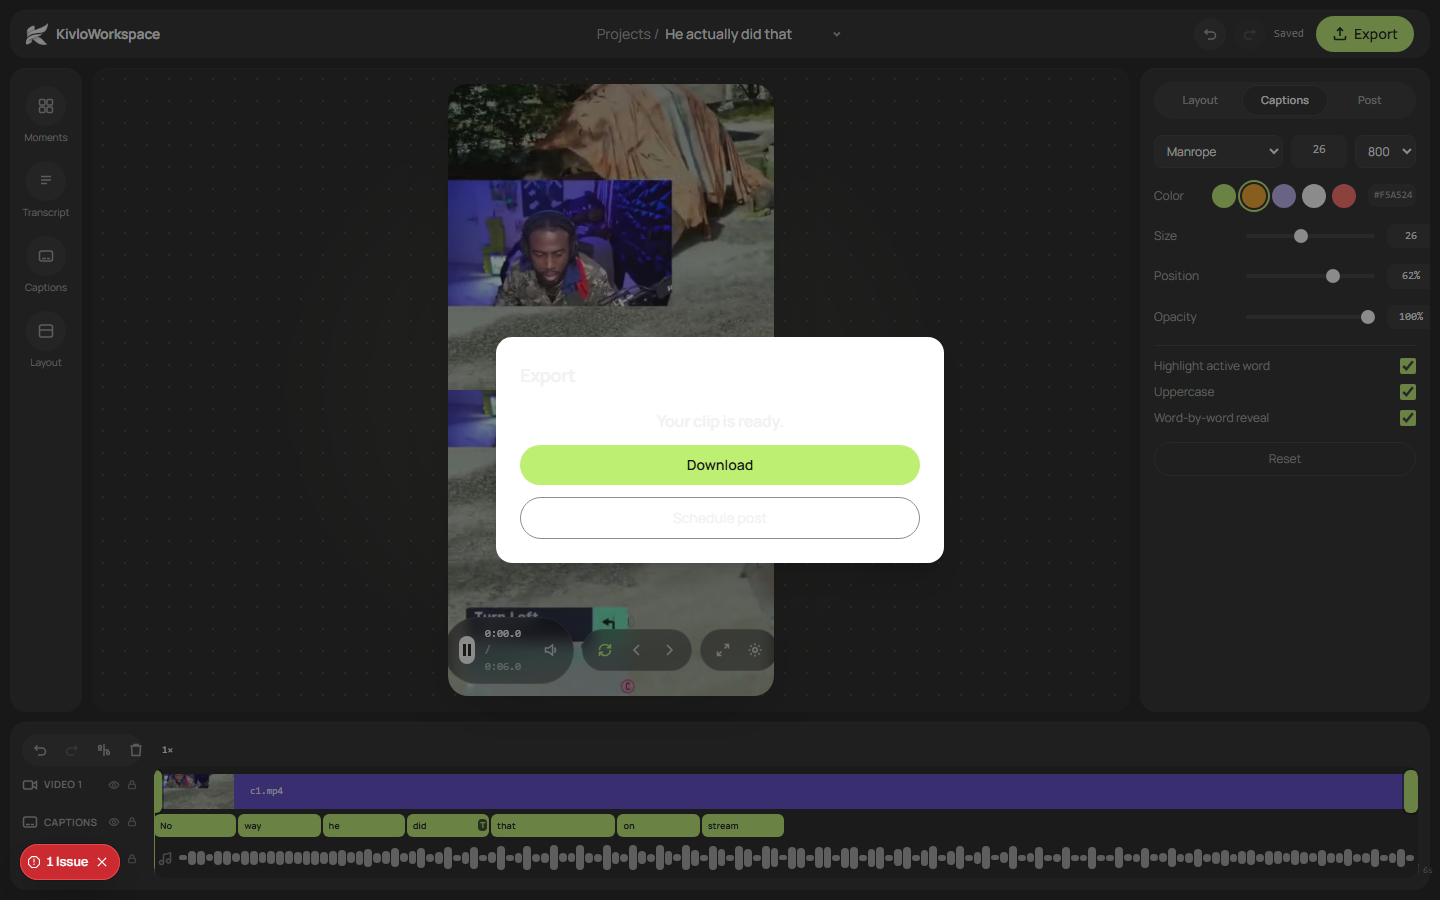 KivloWorkspace
Projects / He actually did that
Saved
Export
Moments
Transcript
Captions
Layout
Layout
Captions
Post
Manrope
26
800
Color
#F5A524
Size
26
Position
62%
Opacity
100%
Highlight active word
Uppercase
Word-by-word reveal
Reset
Export
Your clip is ready.
Download
Schedule post
Turn Left
0:00.0
/
0:06.0
C
1x
VIDEO 1
c1.mp4
CAPTIONS
No
way
he
did
T
that
on
stream
1 Issue
6s